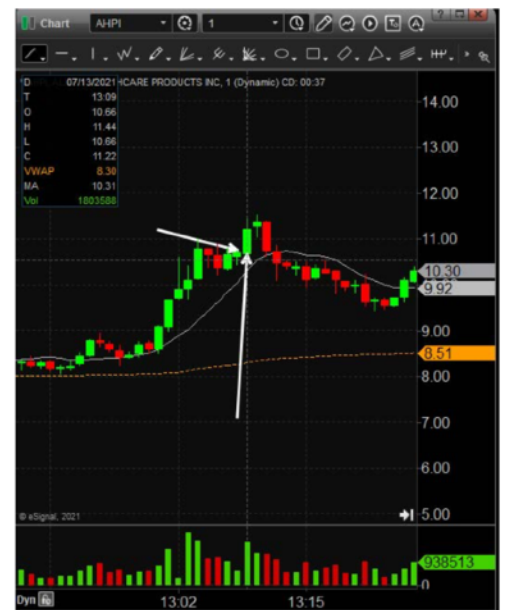 Chart AHPI 1
D 07/13/2021 HCARE PRODUCTS INC, 1 (Dynamic) CD: 00:37
T 13:09
O 10.66
H 11.44
L 10.66
C 11.22
VWAP 8.30
MA 10.31
Vol 1803588
14.00
13.00
12.00
11.00
10.30
9.92
9.00
8.51
8.00
7.00
6.00
5.00
© eSignal, 2021
938513
0
Dyn 13:02 13:15